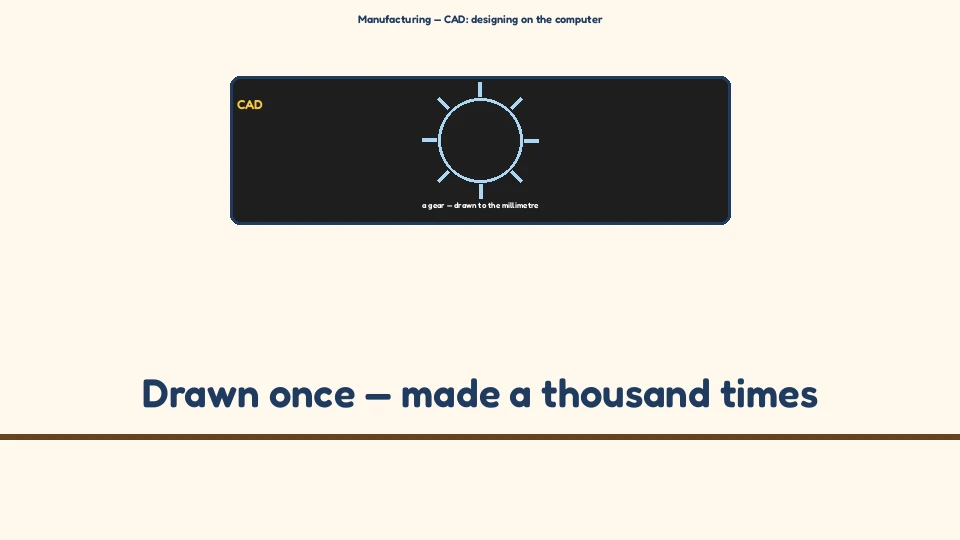 Manufacturing — CAD: designing on the computer
CAD
a gear — drawn to the millimetre
Drawn once — made a thousand times